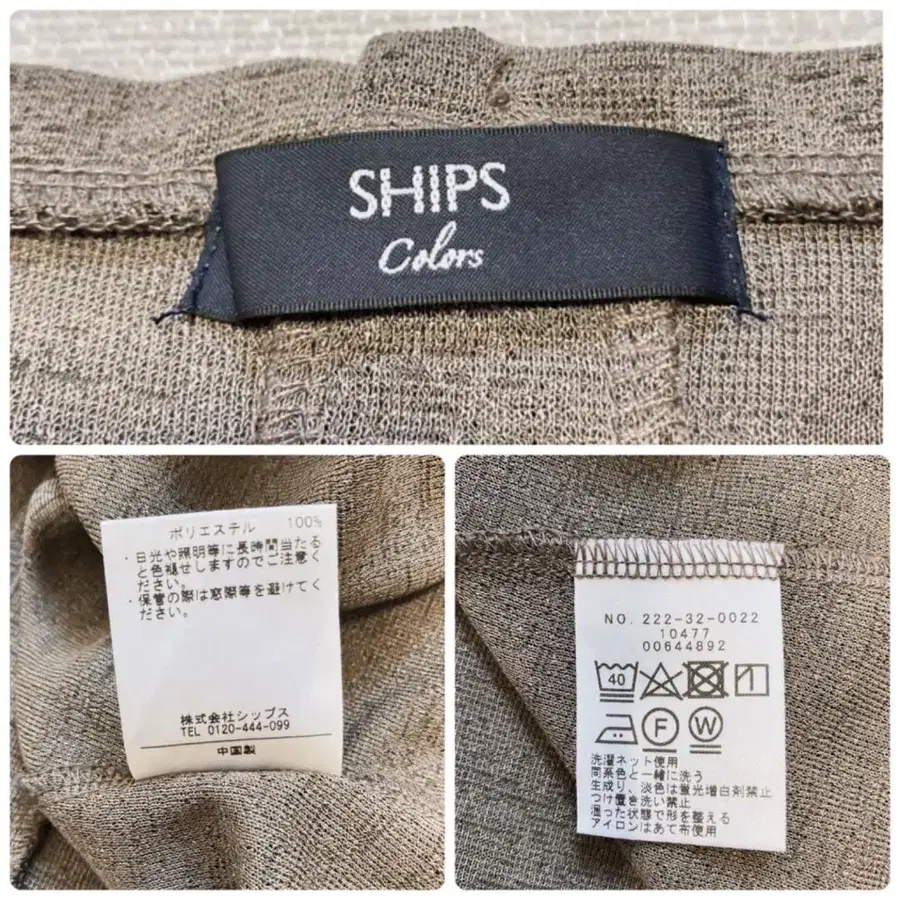 SHIPS
Colors
ポリエステル 100%
・日光や照明等に長時間当たる
と色褪せしますのでご注意く
ださい。
・保管の際は窓際等を避けてく
ださい。
株式会社シップス
TEL 0120-444-099
中国製
NO. 222-32-0022
10477
00644892
40
F W
洗濯ネット使用
同系色と一緒に洗う
生成り、淡色は蛍光増白剤禁止
つけ置き洗い禁止
湿った状態で形を整える
アイロンはあて布使用